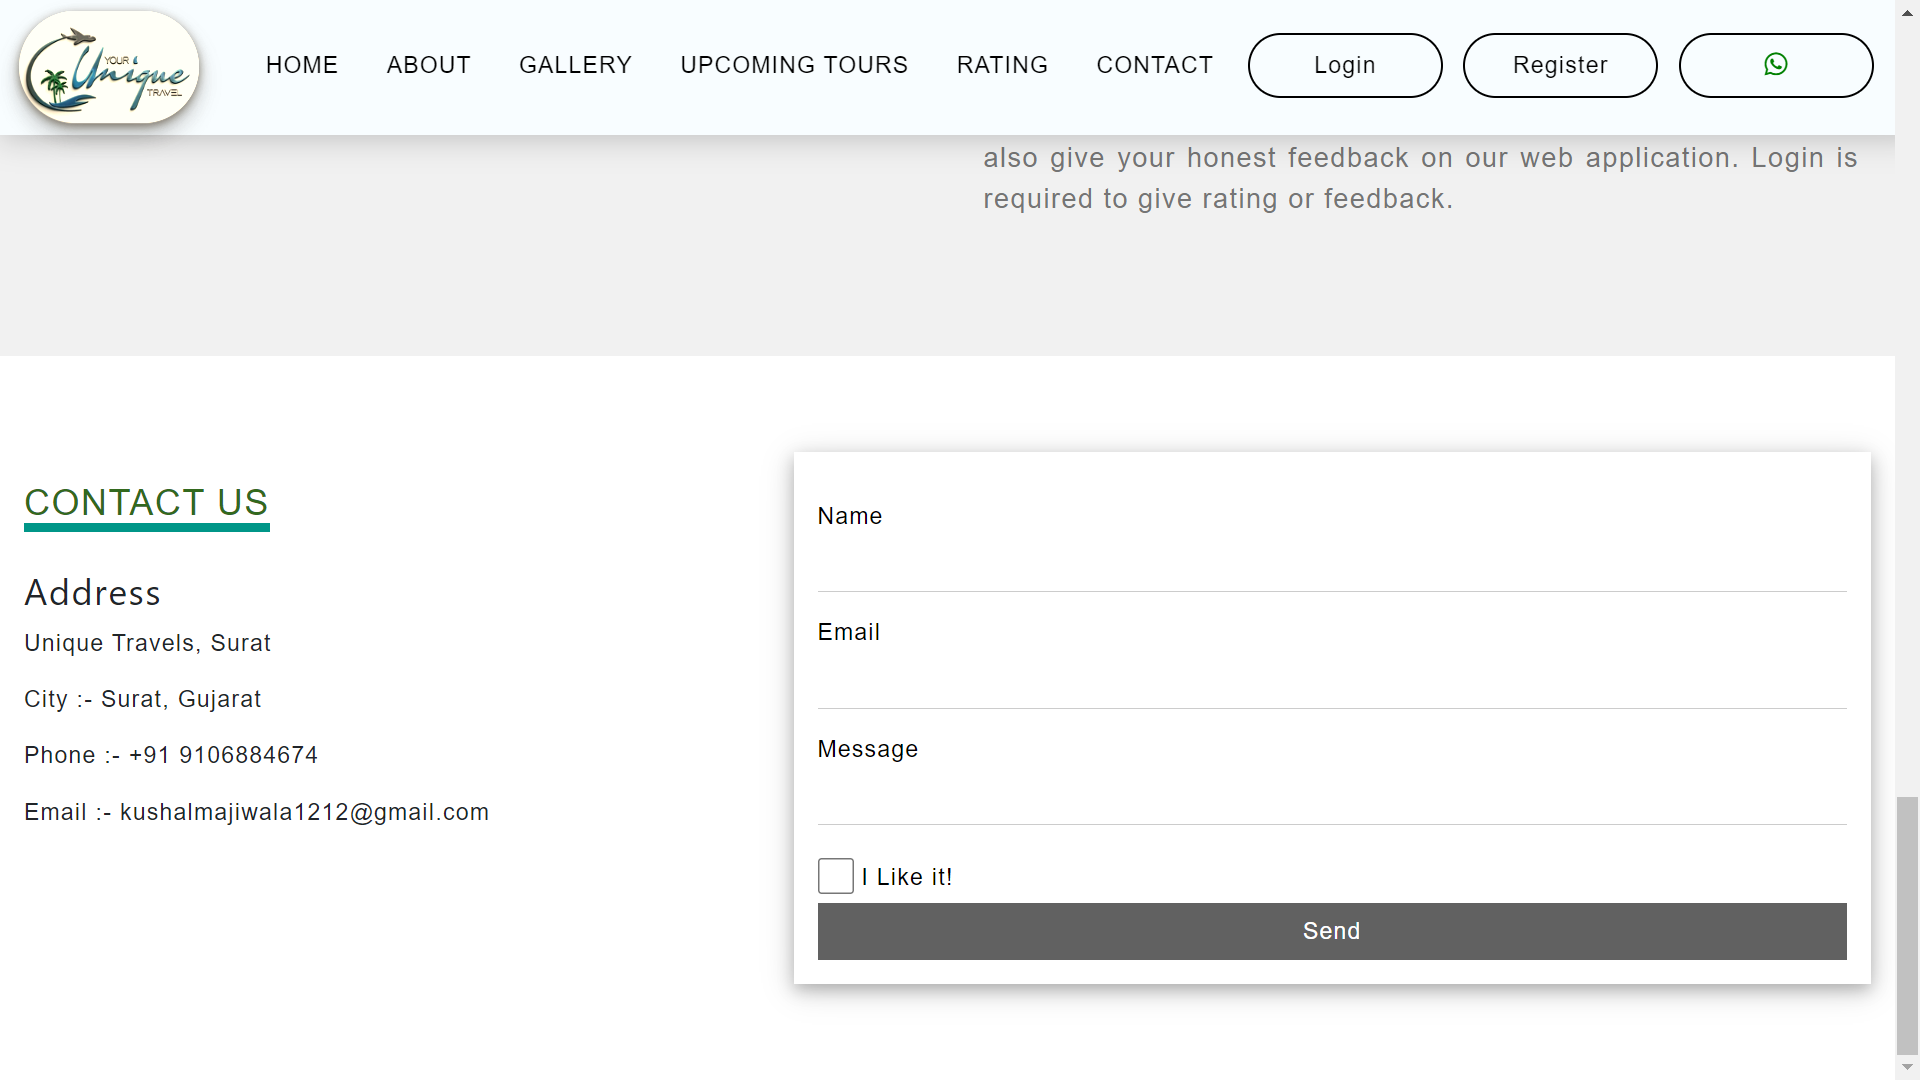 YOUR
Unique
TRAVEL
HOME ABOUT GALLERY UPCOMING TOURS RATING CONTACT Login Register
also give your honest feedback on our web application. Login is
required to give rating or feedback.
CONTACT US
Address
Unique Travels, Surat
City :- Surat, Gujarat
Phone :- +91 9106884674
Email :- kushalmajiwala1212@gmail.com
Name
Email
Message
I Like it!
Send